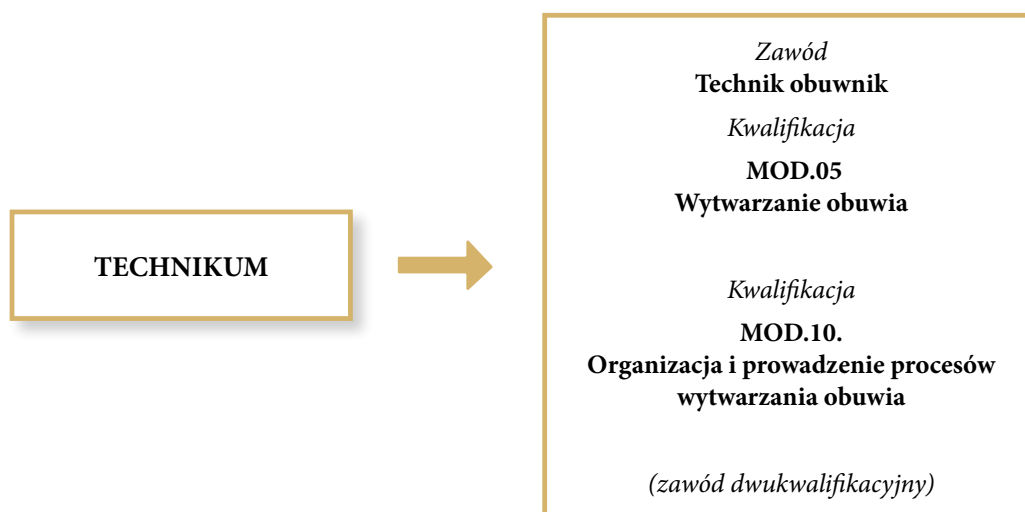 TECHNIKUM
Zawód
Technik obuwnik
Kwalifikacja
MOD.05
Wytwarzanie obuwia
Kwalifikacja
MOD.10.
Organizacja i prowadzenie procesów
wytwarzania obuwia
(zawód dwukwalifikacyjny)